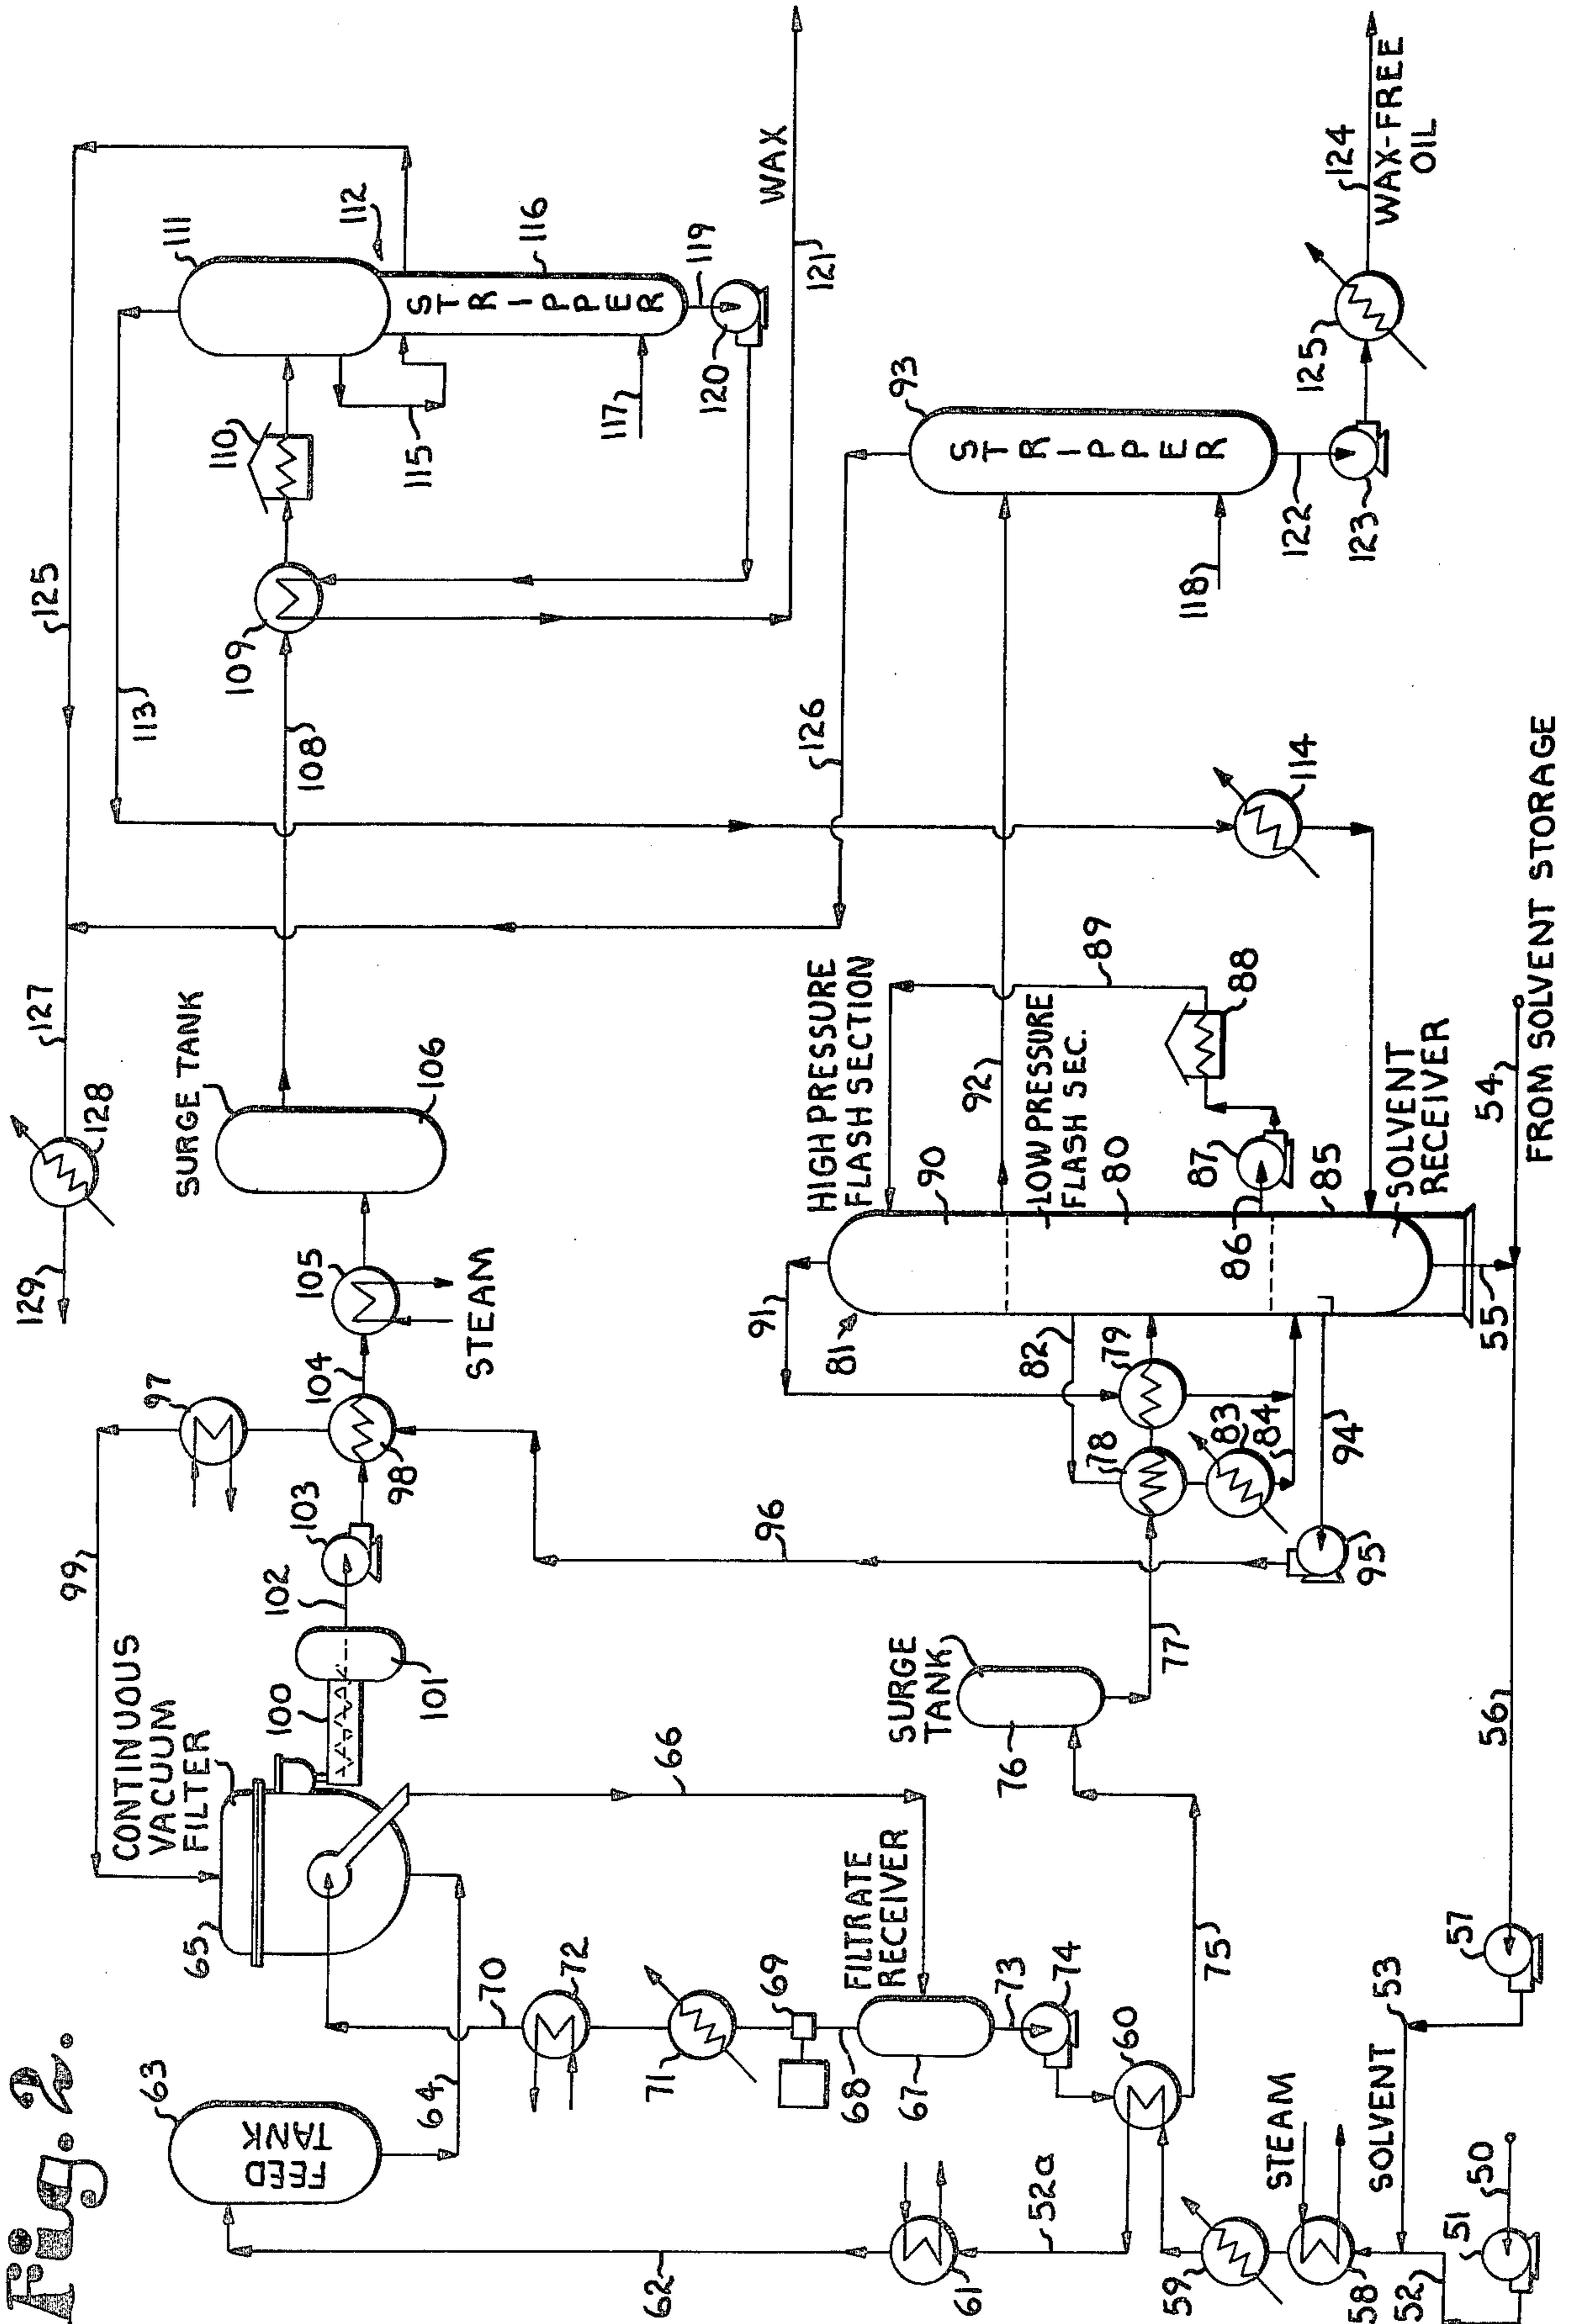 Fig. 2.
129
127
128
125
113
111
112
116
STRIPPER
119
120
115
117
110
109
108
WAX
121
SURGE TANK
106
105
STEAM
104
97
98
99
103
102
101
100
CONTINUOUS
VACUUM
FILTER
65
66
63
FEED
TANK
64
62
70
72
71
69
68
67
FILTRATE
RECEIVER
73
74
60
75
SURGE
TANK
76
77
96
95
94
91
81
82
79
78
83
84
HIGH PRESSURE
FLASH SECTION
90
92
LOW PRESSURE
FLASH SEC.
80
89
88
87
86
85
SOLVENT
RECEIVER
126
114
93
STRIPPER
118
122
123
125
124
WAX-FREE
OIL
55
54
FROM SOLVENT STORAGE
56
57
53
SOLVENT
STEAM
61
52a
59
58
52
51
50